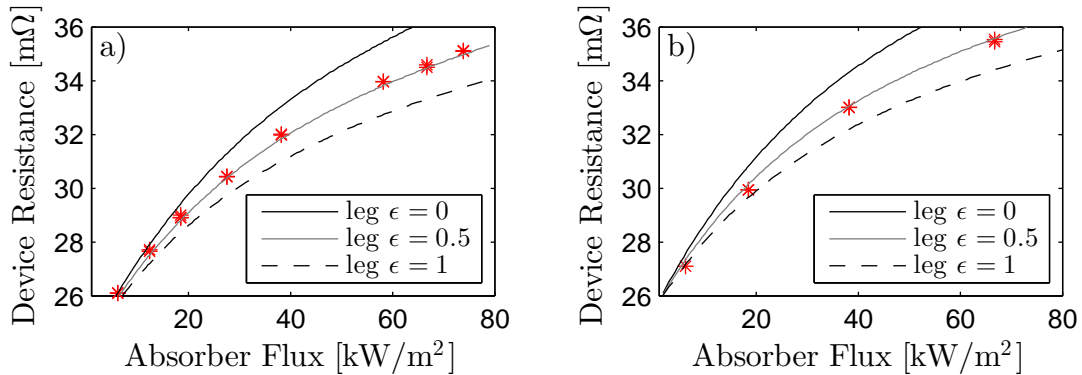 a)
Device Resistance [mΩ]
36
34
32
30
28
26
leg ϵ = 0
leg ϵ = 0.5
leg ϵ = 1
20 40 60 80
Absorber Flux [kW/m²]
b)
Device Resistance [mΩ]
36
34
32
30
28
26
leg ϵ = 0
leg ϵ = 0.5
leg ϵ = 1
20 40 60 80
Absorber Flux [kW/m²]